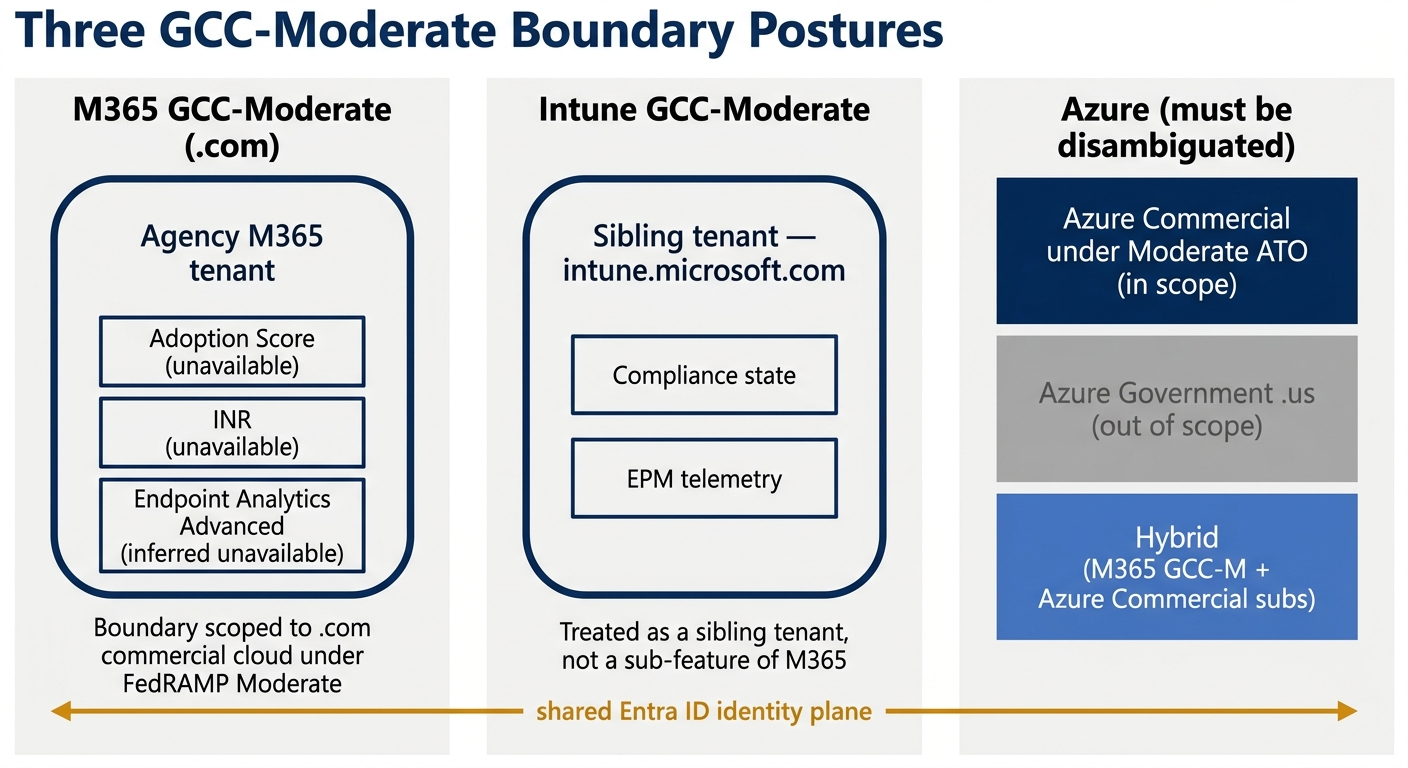 Three GCC-Moderate Boundary Postures
M365 GCC-Moderate
(.com)
Agency M365
tenant
Adoption Score
(unavailable)
INR
(unavailable)
Endpoint Analytics
Advanced
(inferred unavailable)
Boundary scoped to .com
commercial cloud under
FedRAMP Moderate
Intune GCC-Moderate
Sibling tenant —
intune.microsoft.com
Compliance state
EPM telemetry
Treated as a sibling tenant,
not a sub-feature of M365
Azure (must be
disambiguated)
Azure Commercial
under Moderate ATO
(in scope)
Azure Government .us
(out of scope)
Hybrid
(M365 GCC-M +
Azure Commercial subs)
shared Entra ID identity plane